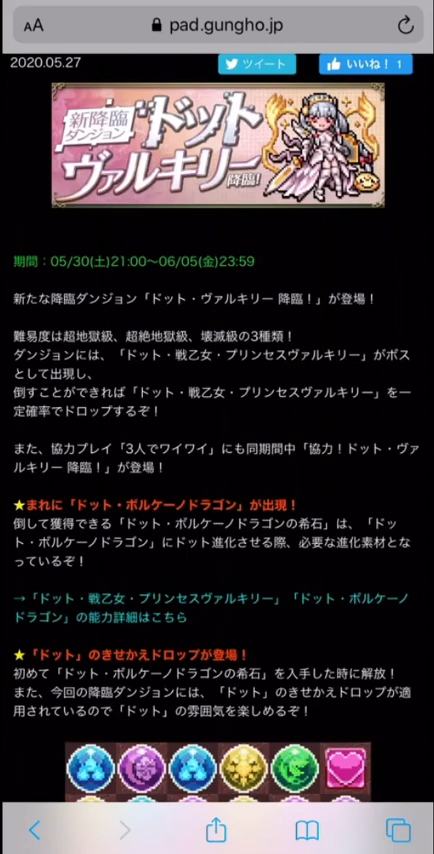 AA
pad.gungho.jp
2020.05.27
ツイート
いいね！ 1
新降臨
ダンジョン
ドット
ヴァルキリー 降臨!
期間：05/30(土)21:00〜06/05(金)23:59
新たな降臨ダンジョン「ドット・ヴァルキリー 降臨！」が登場！
難易度は超地獄級、超絶地獄級、壊滅級の3種類！
ダンジョンには、「ドット・戦乙女・プリンセスヴァルキリー」がボス
として出現し、
倒すことができれば「ドット・戦乙女・プリンセスヴァルキリー」を一
定確率でドロップするぞ！
また、協力プレイ「3人でワイワイ」にも同期間中「協力！ドット・ヴァ
ルキリー 降臨！」が登場！
★まれに「ドット・ボルケーノドラゴン」が出現！
倒して獲得できる「ドット・ボルケーノドラゴンの希石」は、「ドッ
ト・ボルケーノドラゴン」にドット進化させる際、必要な進化素材とな
っているぞ！
→「ドット・戦乙女・プリンセスヴァルキリー」「ドット・ボルケーノ
ドラゴン」の能力詳細はこちら
★「ドット」のきせかえドロップが登場！
初めて「ドット・ボルケーノドラゴンの希石」を入手した時に解放！
また、今回の降臨ダンジョンには、「ドット」のきせかえドロップが適
用されているので「ドット」の雰囲気を楽しめるぞ！